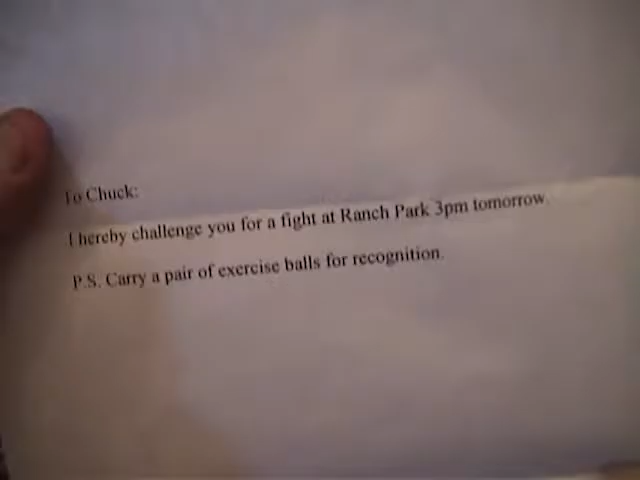 To Chuck:
I hereby challenge you for a fight at Ranch Park 3pm tomorrow.
P.S. Carry a pair of exercise balls for recognition.